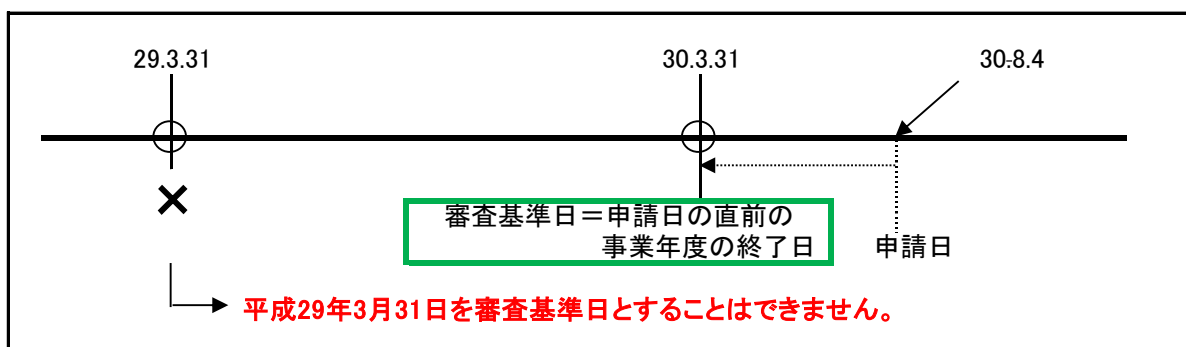 29.3.31
30.3.31
30-8.4
×
審査基準日＝申請日の直前の
事業年度の終了日
申請日
平成29年3月31日を審査基準日とすることはできません。